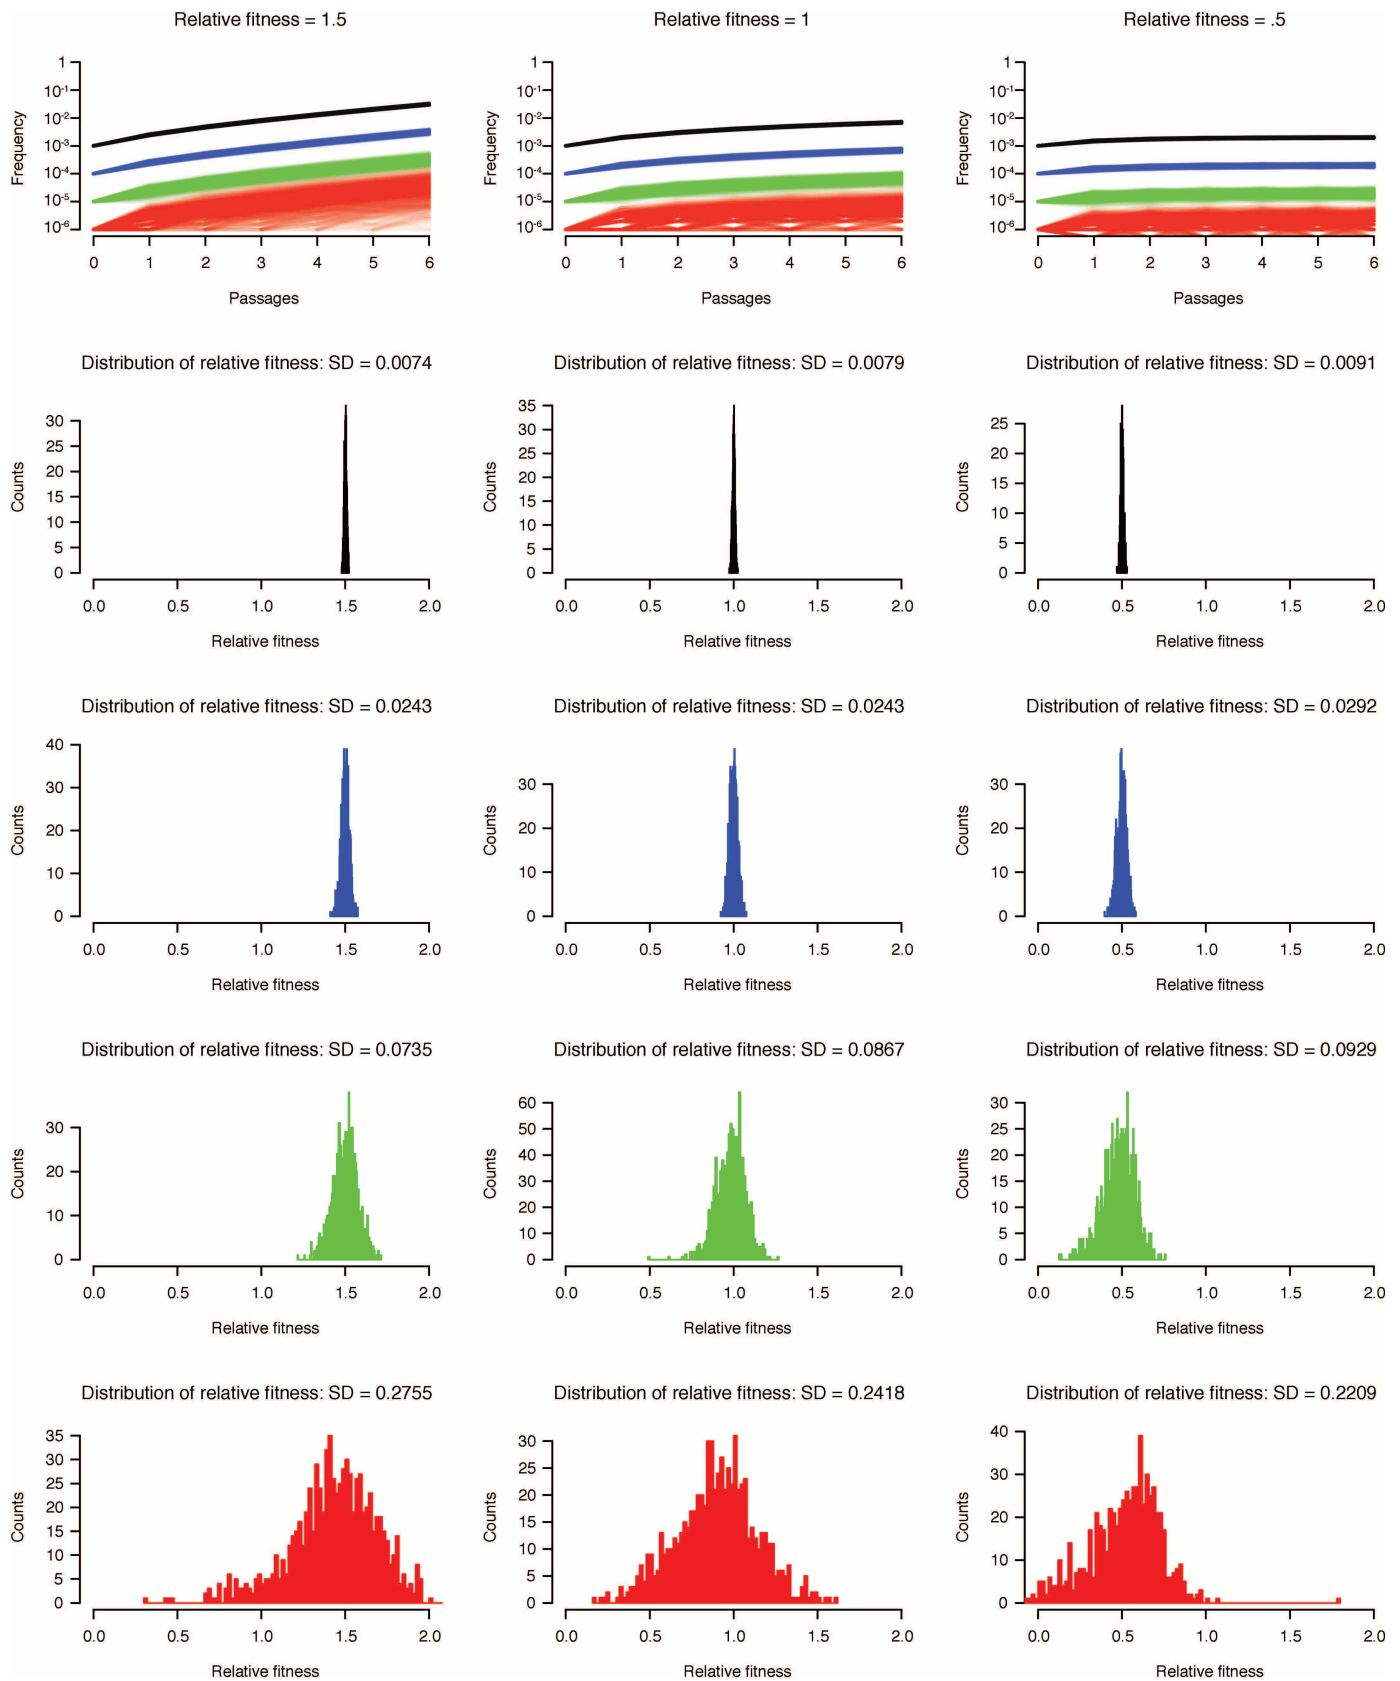 Relative fitness = 1.5 Relative fitness = 1 Relative fitness = .5
Frequency
1
10-1
10-2
10-3
10-4
10-5
10-6
0 1 2 3 4 5 6
Passages
Frequency
1
10-1
10-2
10-3
10-4
10-5
10-6
0 1 2 3 4 5 6
Passages
Frequency
1
10-1
10-2
10-3
10-4
10-5
10-6
0 1 2 3 4 5 6
Passages
Distribution of relative fitness: SD = 0.0074
Counts
30
25
20
15
10
5
0
0.0 0.5 1.0 1.5 2.0
Relative fitness
Distribution of relative fitness: SD = 0.0079
Counts
35
30
25
20
15
10
5
0
0.0 0.5 1.0 1.5 2.0
Relative fitness
Distribution of relative fitness: SD = 0.0091
Counts
25
20
15
10
5
0
0.0 0.5 1.0 1.5 2.0
Relative fitness
Distribution of relative fitness: SD = 0.0243
Counts
40
30
20
10
0
0.0 0.5 1.0 1.5 2.0
Relative fitness
Distribution of relative fitness: SD = 0.0243
Counts
30
20
10
0
0.0 0.5 1.0 1.5 2.0
Relative fitness
Distribution of relative fitness: SD = 0.0292
Counts
30
20
10
0
0.0 0.5 1.0 1.5 2.0
Relative fitness
Distribution of relative fitness: SD = 0.0735
Counts
30
20
10
0
0.0 0.5 1.0 1.5 2.0
Relative fitness
Distribution of relative fitness: SD = 0.0867
Counts
60
50
40
30
20
10
0
0.0 0.5 1.0 1.5 2.0
Relative fitness
Distribution of relative fitness: SD = 0.0929
Counts
30
25
20
15
10
5
0
0.0 0.5 1.0 1.5 2.0
Relative fitness
Distribution of relative fitness: SD = 0.2755
Counts
35
30
25
20
15
10
5
0
0.0 0.5 1.0 1.5 2.0
Relative fitness
Distribution of relative fitness: SD = 0.2418
Counts
30
25
20
15
10
5
0
0.0 0.5 1.0 1.5 2.0
Relative fitness
Distribution of relative fitness: SD = 0.2209
Counts
40
30
20
10
0
0.0 0.5 1.0 1.5 2.0
Relative fitness